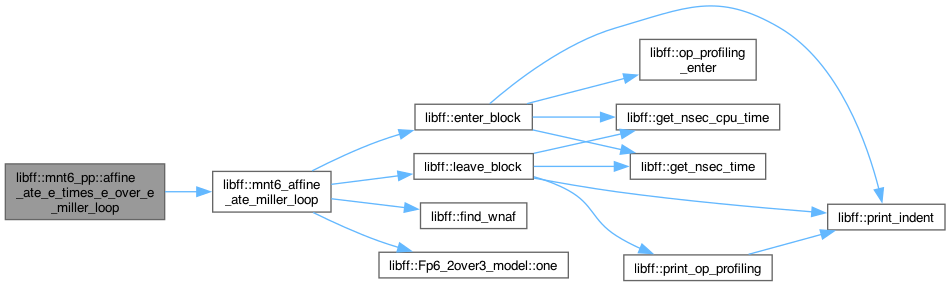 libff::mnt6_pp::affine
_ate_e_times_e_over_e
_miller_loop
libff::mnt6_affine
_ate_miller_loop
libff::enter_block
libff::leave_block
libff::find_wnaf
libff::Fp6_2over3_model::one
libff::op_profiling
_enter
libff::get_nsec_cpu_time
libff::get_nsec_time
libff::print_op_profiling
libff::print_indent